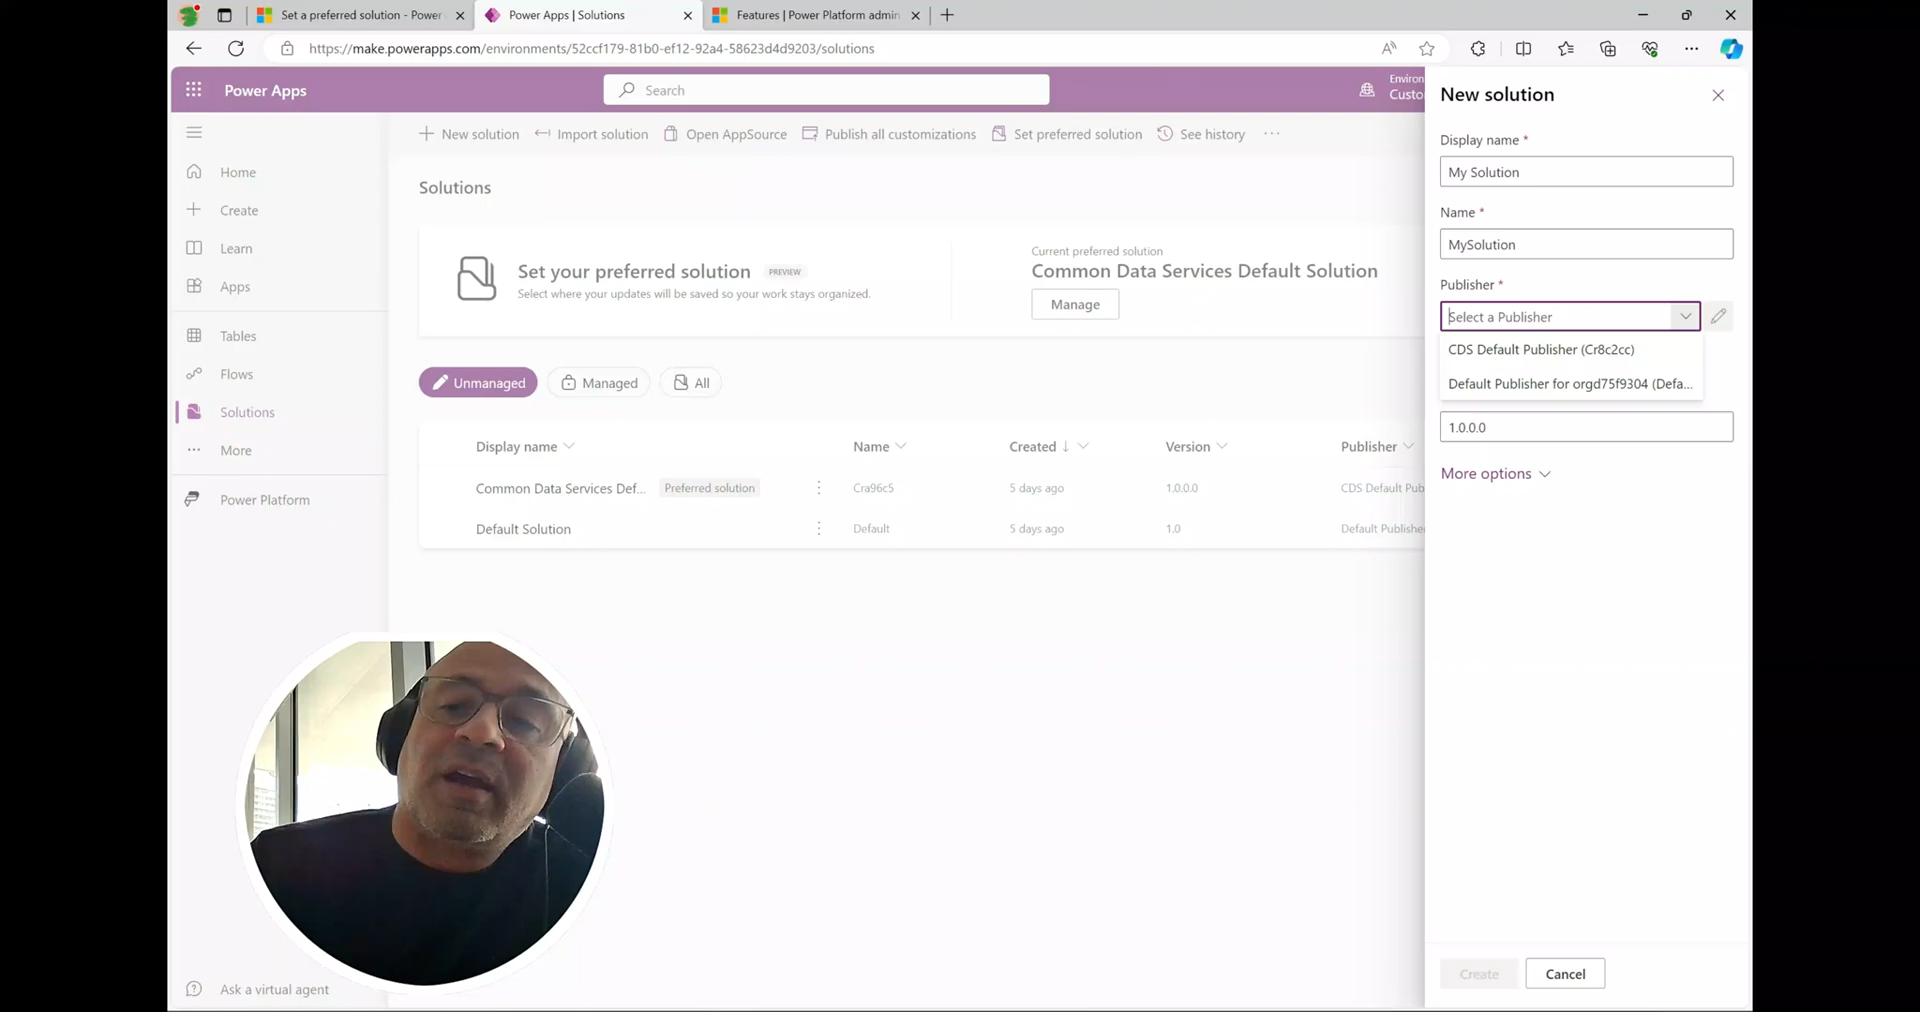 Set a preferred solution - Power
Power Apps | Solutions
Features | Power Platform admin
https://make.powerapps.com/environments/52ccf179-81b0-ef12-92a4-58623d4d9203/solutions
Power Apps
Search
Environ
Custo
New solution
Import solution
Open AppSource
Publish all customizations
Set preferred solution
See history
Home
Create
Learn
Apps
Tables
Flows
Solutions
More
Power Platform
Ask a virtual agent
Solutions
Set your preferred solution PREVIEW
Select where your updates will be saved so your work stays organized.
Current preferred solution
Common Data Services Default Solution
Manage
Unmanaged
Managed
All
Display name Name Created ↓ Version Publisher
Common Data Services Def... Preferred solution Cra96c5 5 days ago 1.0.0.0 CDS Default Pub
Default Solution Default 5 days ago 1.0 Default Publishe
New solution
Display name *
My Solution
Name *
MySolution
Publisher *
Select a Publisher
CDS Default Publisher (Cr8c2cc)
Default Publisher for orgd75f9304 (Defa...
1.0.0.0
More options
Create
Cancel